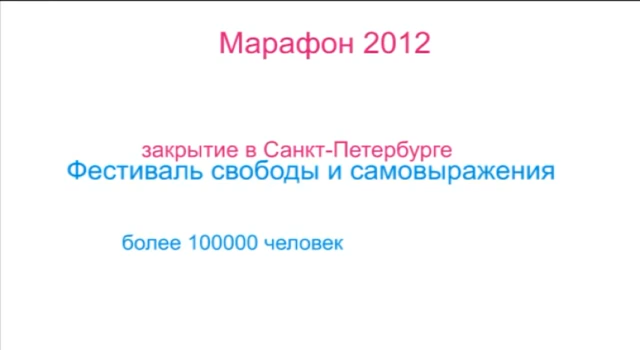 Марафон 2012
закрытие в Санкт-Петербурге
Фестиваль свободы и самовыражения
более 100000 человек